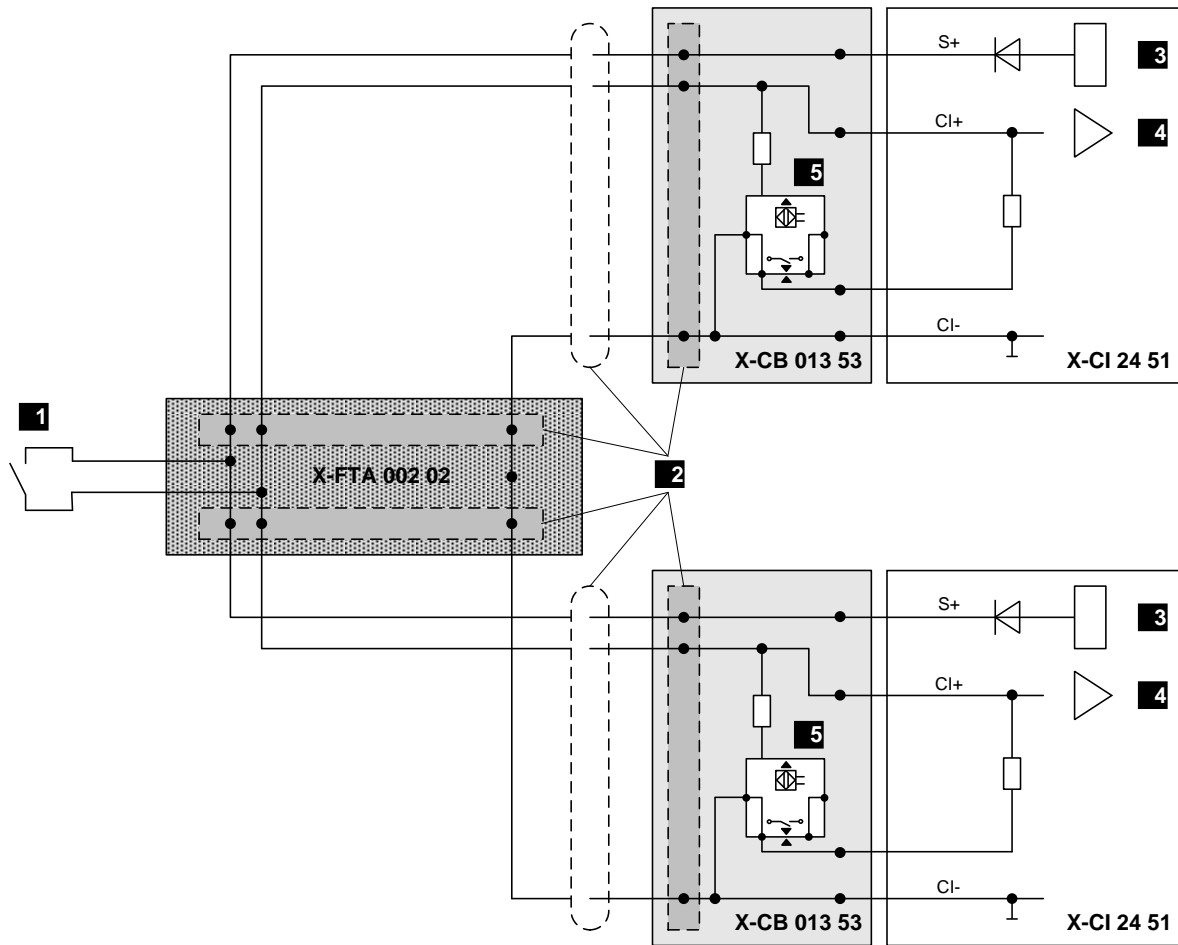 S+
3
CI+
4
5
CI-
X-CB 013 53
X-CI 24 51
1
X-FTA 002 02
2
S+
3
CI+
4
5
CI-
X-CB 013 53
X-CI 24 51